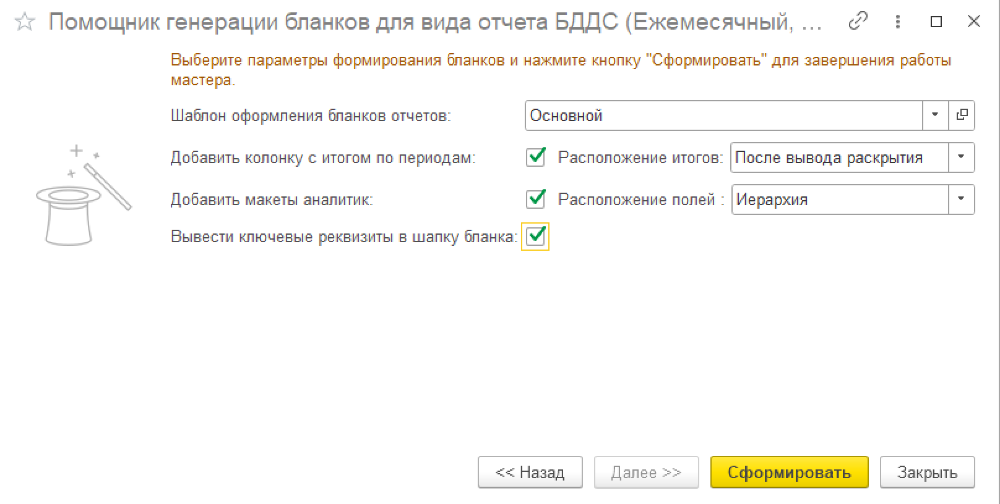 Помощник генерации бланков для вида отчета БДДС (Ежемесячный, ...
Выберите параметры формирования бланков и нажмите кнопку "Сформировать" для завершения работы
мастера.
Шаблон оформления бланков отчетов: Основной
Добавить колонку с итогом по периодам: Расположение итогов: После вывода раскрытия
Добавить макеты аналитик: Расположение полей : Иерархия
Вывести ключевые реквизиты в шапку бланка:
<< Назад Далее >> Сформировать Закрыть